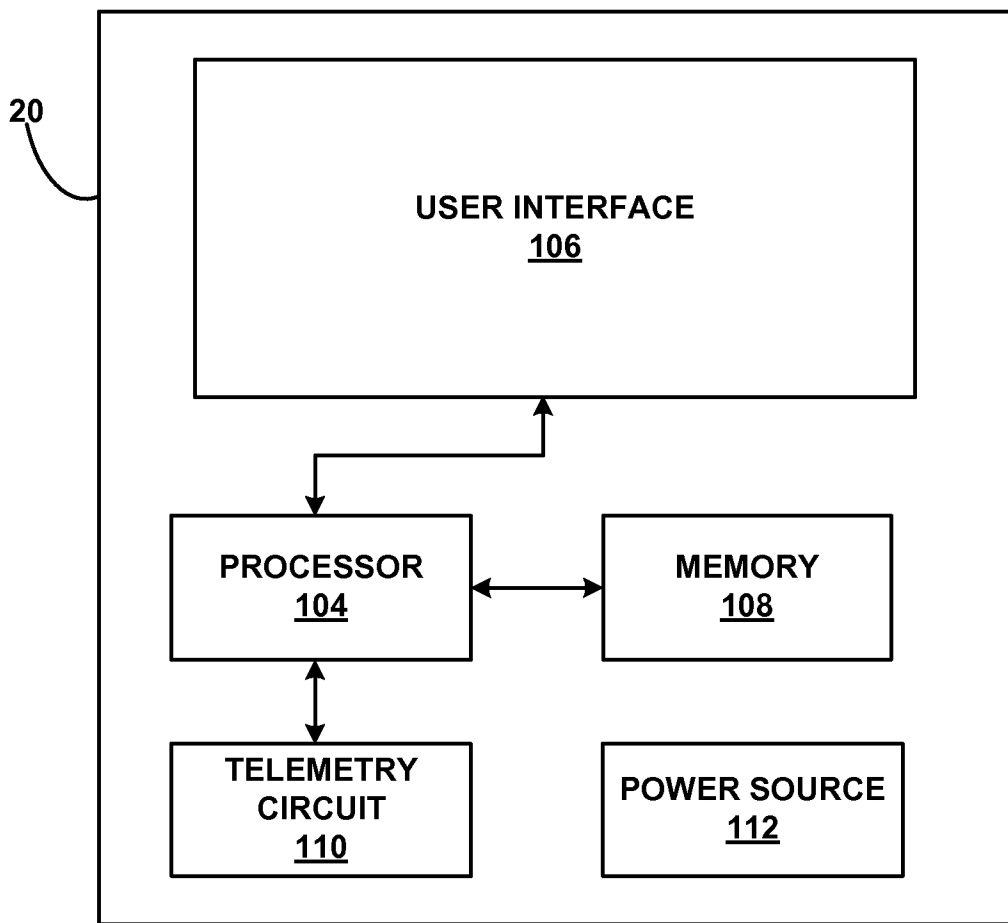 20
USER INTERFACE
106
PROCESSOR
104
MEMORY
108
TELEMETRY
CIRCUIT
110
POWER SOURCE
112